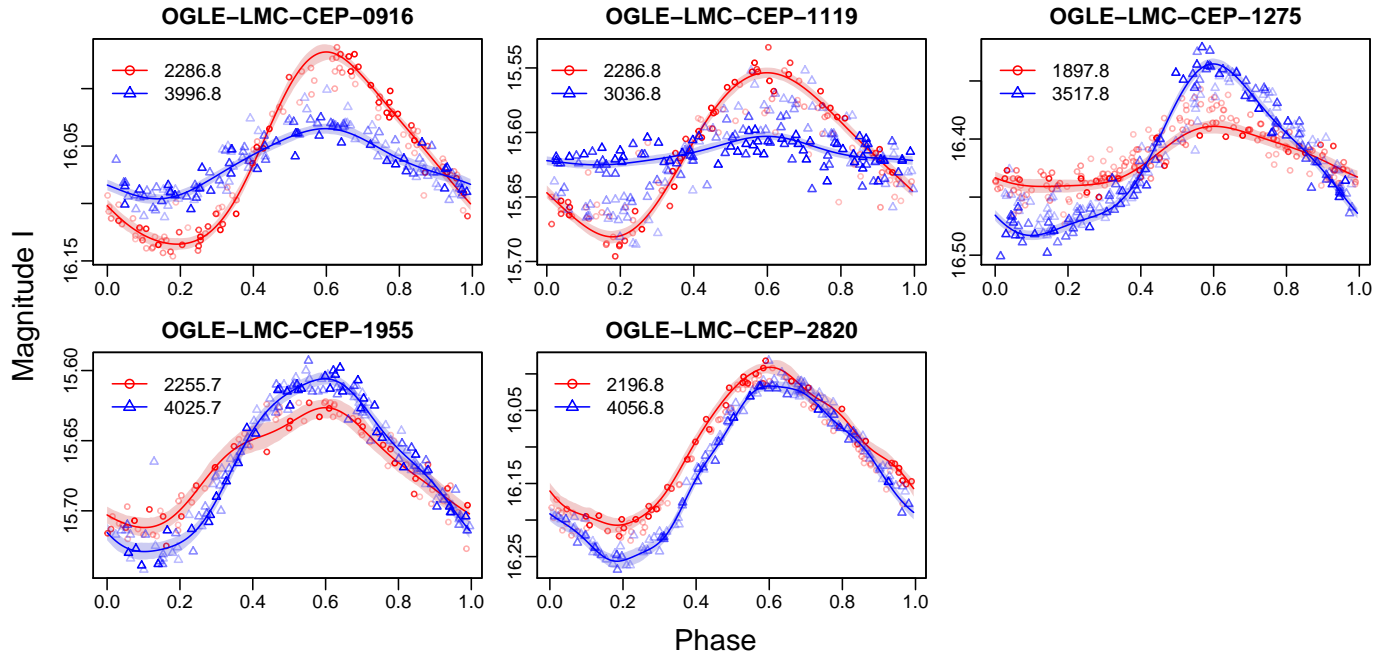 OGLE-LMC-CEP-0916
OGLE-LMC-CEP-1119
OGLE-LMC-CEP-1275
2286.8
3996.8
2286.8
3036.8
1897.8
3517.8
16.05
16.15
15.55
15.60
15.65
15.70
16.40
16.50
0.0 0.2 0.4 0.6 0.8 1.0
0.0 0.2 0.4 0.6 0.8 1.0
0.0 0.2 0.4 0.6 0.8 1.0
Magnitude I
OGLE-LMC-CEP-1955
OGLE-LMC-CEP-2820
2255.7
4025.7
2196.8
4056.8
15.60
15.65
15.70
16.05
16.15
16.25
0.0 0.2 0.4 0.6 0.8 1.0
0.0 0.2 0.4 0.6 0.8 1.0
Phase